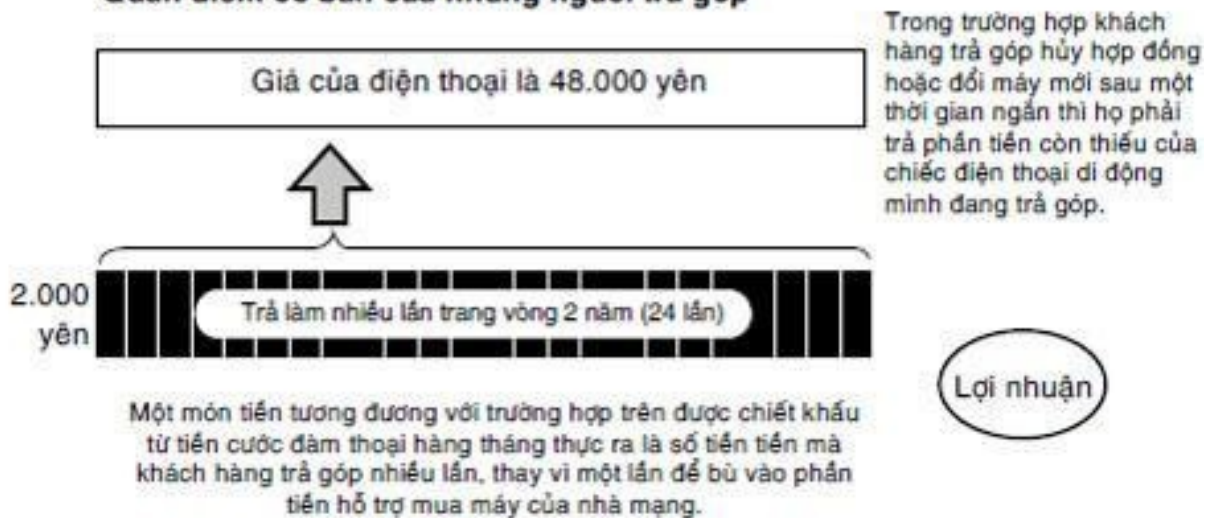 Giá của điện thoại là 48.000 yên
Trong trường hợp khách
hàng trả góp hủy hợp đồng
hoặc đổi máy mới sau một
thời gian ngắn thì họ phải
trả phần tiền còn thiếu của
chiếc điện thoại di động
mình đang trả góp.
2.000
yên
Trả làm nhiều lần trang vòng 2 năm (24 lần)
Lợi nhuận
Một món tiền tương đương với trường hợp trên được chiết khấu
từ tiền cước đàm thoại hàng tháng thực ra là số tiền tiền mà
khách hàng trả góp nhiều lần, thay vì một lần để bù vào phần
tiền hỗ trợ mua máy của nhà mạng.